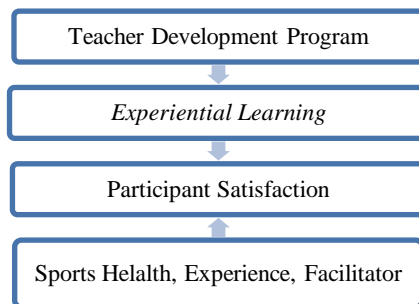 Teacher Development Program
Experiential Learning
Participant Satisfaction
Sports Helalth, Experience, Facilitator